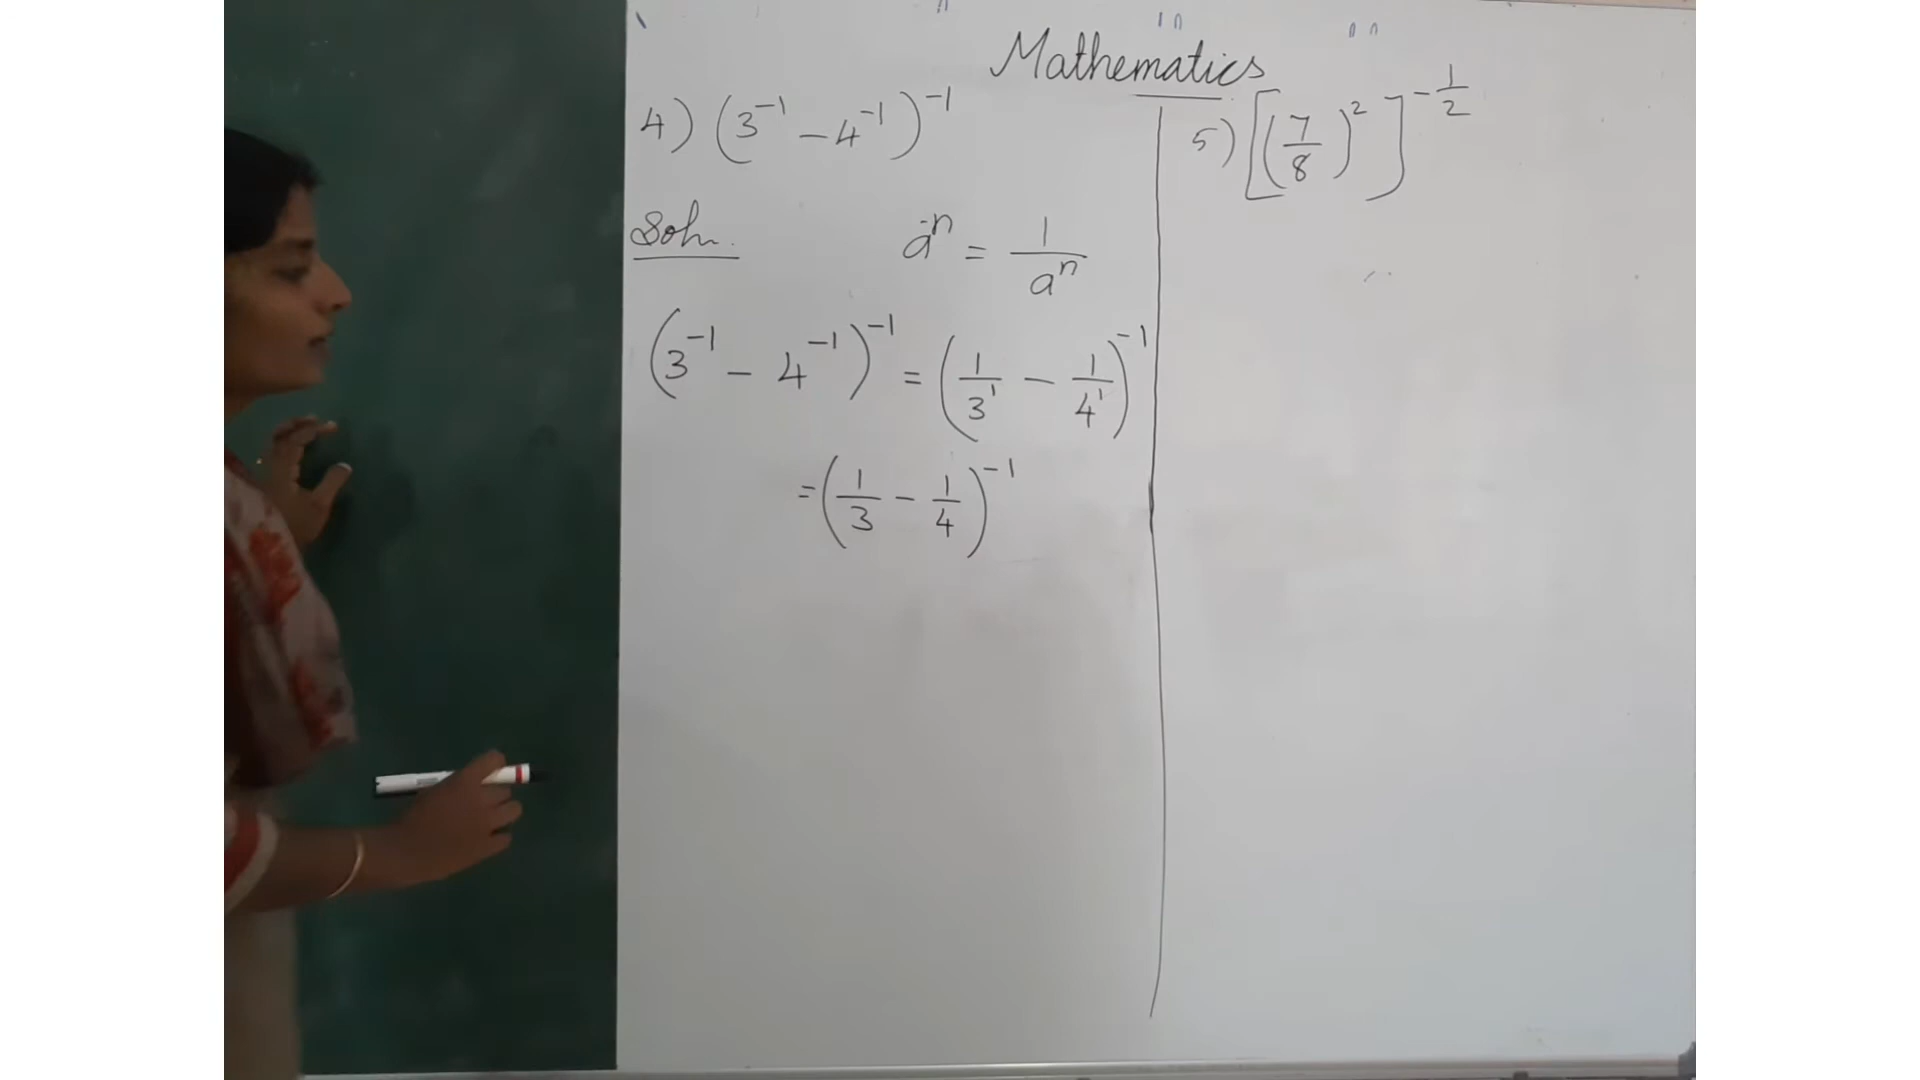 Mathematics
4) (3⁻¹ − 4⁻¹)⁻¹
Soln.
a⁻ⁿ = 1/aⁿ
(3⁻¹ − 4⁻¹)⁻¹ = (1/3¹ − 1/4¹)⁻¹
= (1/3 − 1/4)⁻¹
5) [(7/8)²]^(-1/2)